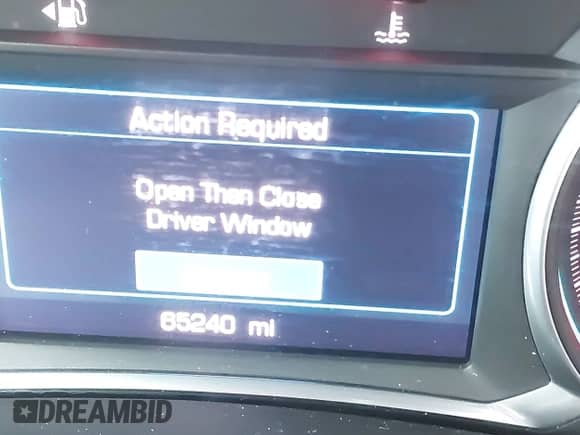 Action Required
Open Then Close
Driver Window
65240 mi
DREAMBID